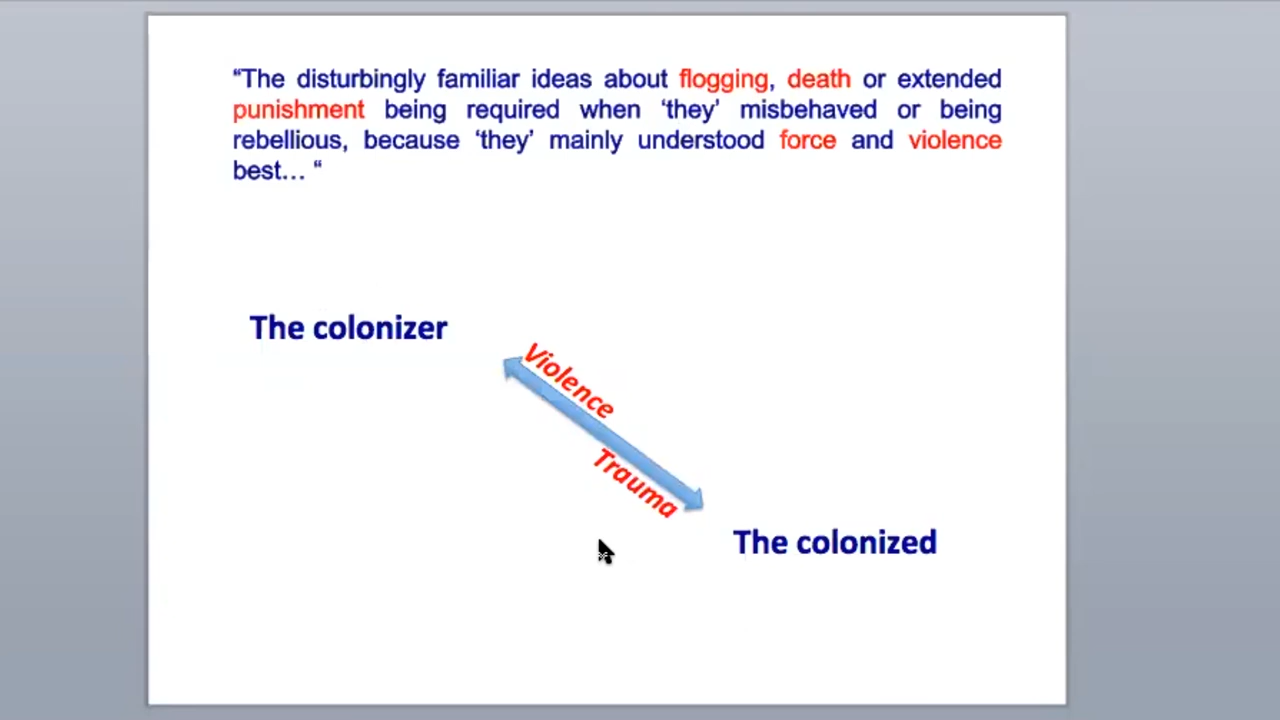 “The disturbingly familiar ideas about flogging, death or extended
punishment being required when ‘they’ misbehaved or being
rebellious, because ‘they’ mainly understood force and violence
best… “
The colonizer
Violence
Trauma
The colonized